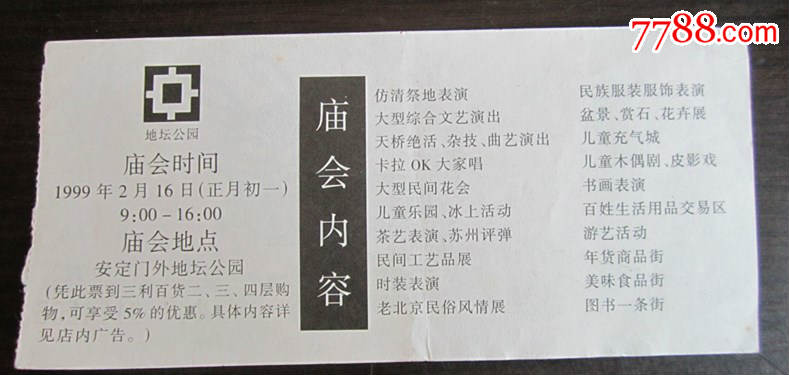 7788.com
地坛公园
庙会时间
1999年2月16日(正月初一)
9:00-16:00
庙会地点
安定门外地坛公园
(凭此票到三利百货二、三、四层购
物,可享受5%的优惠。具体内容详
见店内广告。)
庙会内容
仿清祭地表演
大型综合文艺演出
天桥绝活、杂技、曲艺演出
卡拉OK大家唱
大型民间花会
儿童乐园、冰上活动
茶艺表演、苏州评弹
民间工艺品展
时装表演
老北京民俗风情展
民族服装服饰表演
盆景、赏石、花卉展
儿童充气城
儿童木偶剧、皮影戏
书画表演
百姓生活用品交易区
游艺活动
年货商品街
美味食品街
图书一条街